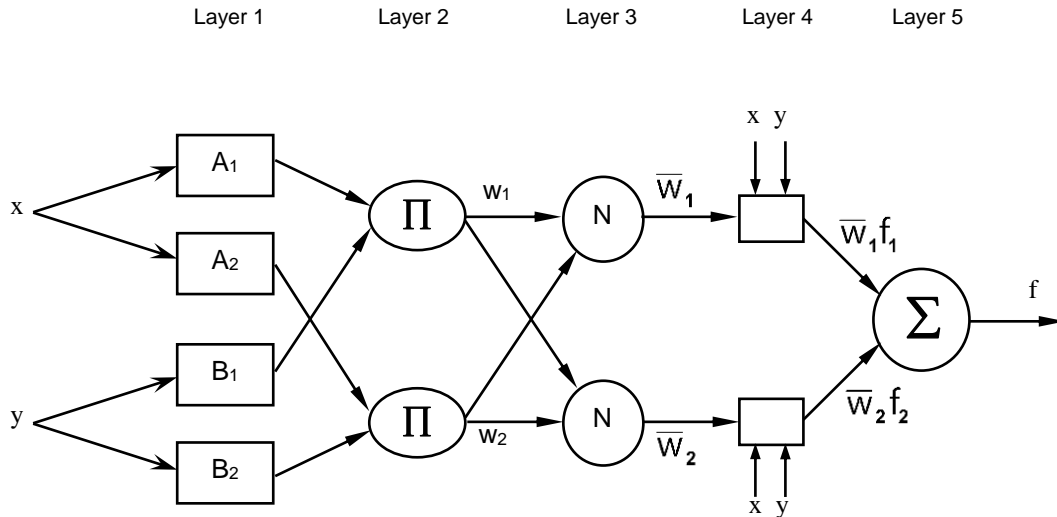 Layer 1 Layer 2 Layer 3 Layer 4 Layer 5
x y
A1
x Π w1 N w̅1
A2 w̅1f1
f
Σ
B1
y Π w2 N w̅2 w̅2f2
B2
x y